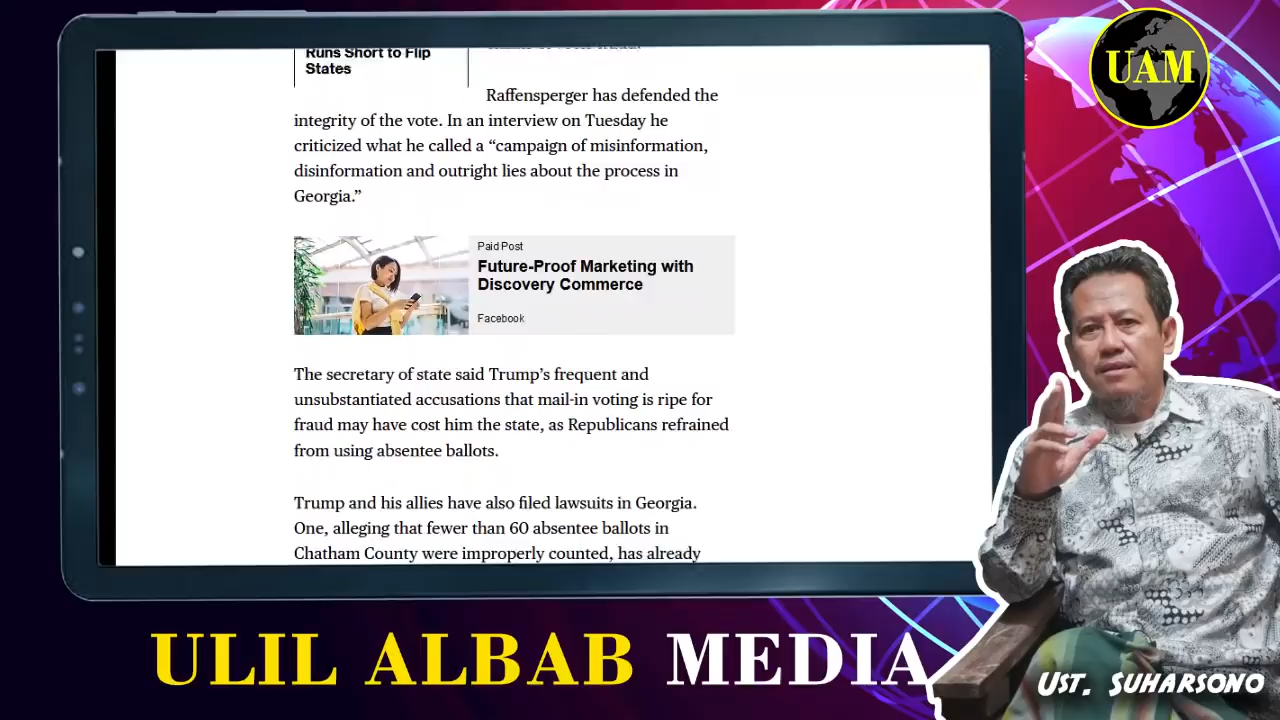 Runs Short to Flip
States
Raffensperger has defended the
integrity of the vote. In an interview on Tuesday he
criticized what he called a “campaign of misinformation,
disinformation and outright lies about the process in
Georgia.”
Paid Post
Future-Proof Marketing with
Discovery Commerce
Facebook
The secretary of state said Trump’s frequent and
unsubstantiated accusations that mail-in voting is ripe for
fraud may have cost him the state, as Republicans refrained
from using absentee ballots.
Trump and his allies have also filed lawsuits in Georgia.
One, alleging that fewer than 60 absentee ballots in
Chatham County were improperly counted, has already
UAM
ULIL ALBAB MEDIA
UST. SUHARSONO